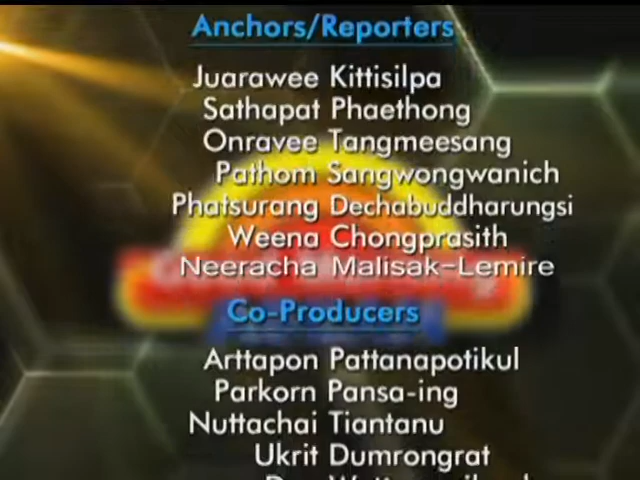 Anchors/Reporters
Juarawee Kittisilpa
Sathapat Phaethong
Onravee Tangmeesang
Pathom Sangwongwanich
Phatsurang Dechabuddharungsi
Weena Chongprasith
Neeracha Malisak-Lemire
Co-Producers
Arttapon Pattanapotikul
Parkorn Pansa-ing
Nuttachai Tiantanu
Ukrit Dumrongrat